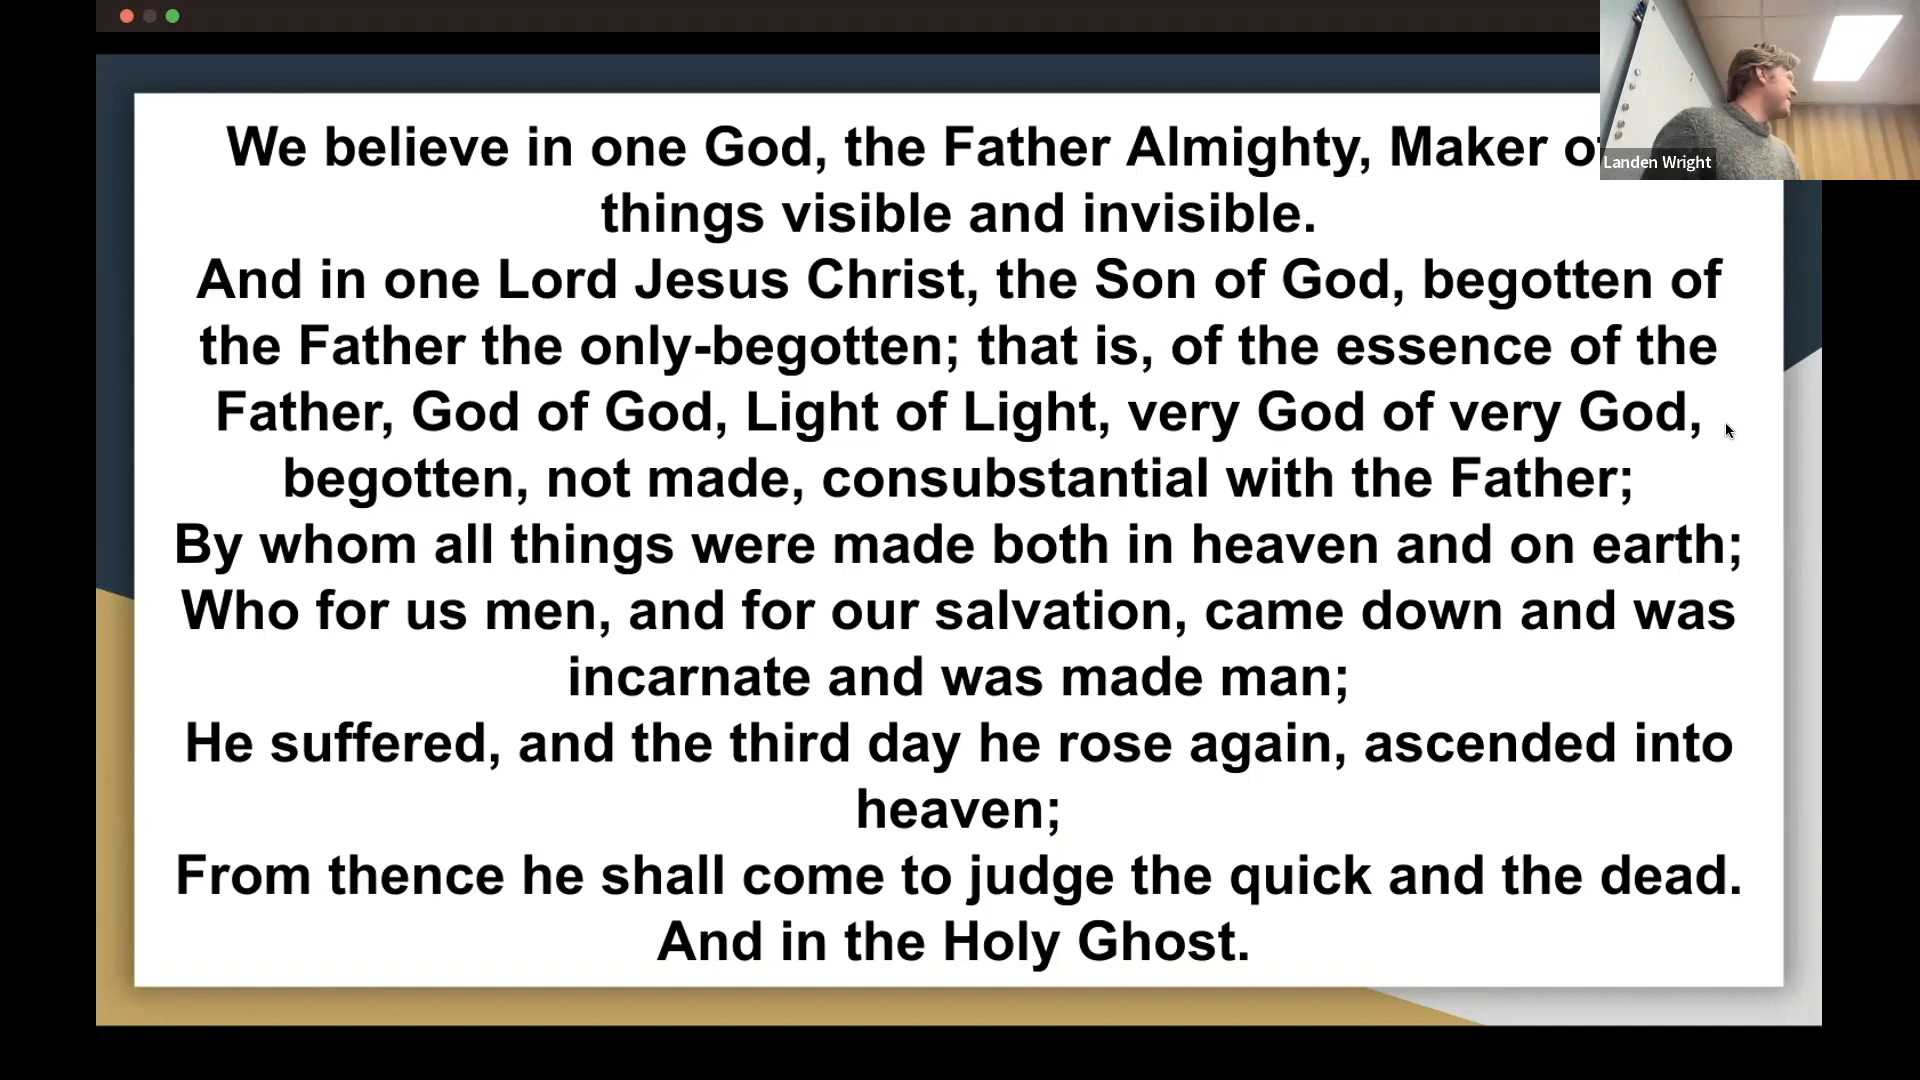 We believe in one God, the Father Almighty, Maker
things visible and invisible.
And in one Lord Jesus Christ, the Son of God, begotten of
the Father the only-begotten; that is, of the essence of the
Father, God of God, Light of Light, very God of very God,
begotten, not made, consubstantial with the Father;
By whom all things were made both in heaven and on earth;
Who for us men, and for our salvation, came down and was
incarnate and was made man;
He suffered, and the third day he rose again, ascended into
heaven;
From thence he shall come to judge the quick and the dead.
And in the Holy Ghost.
Landen Wright